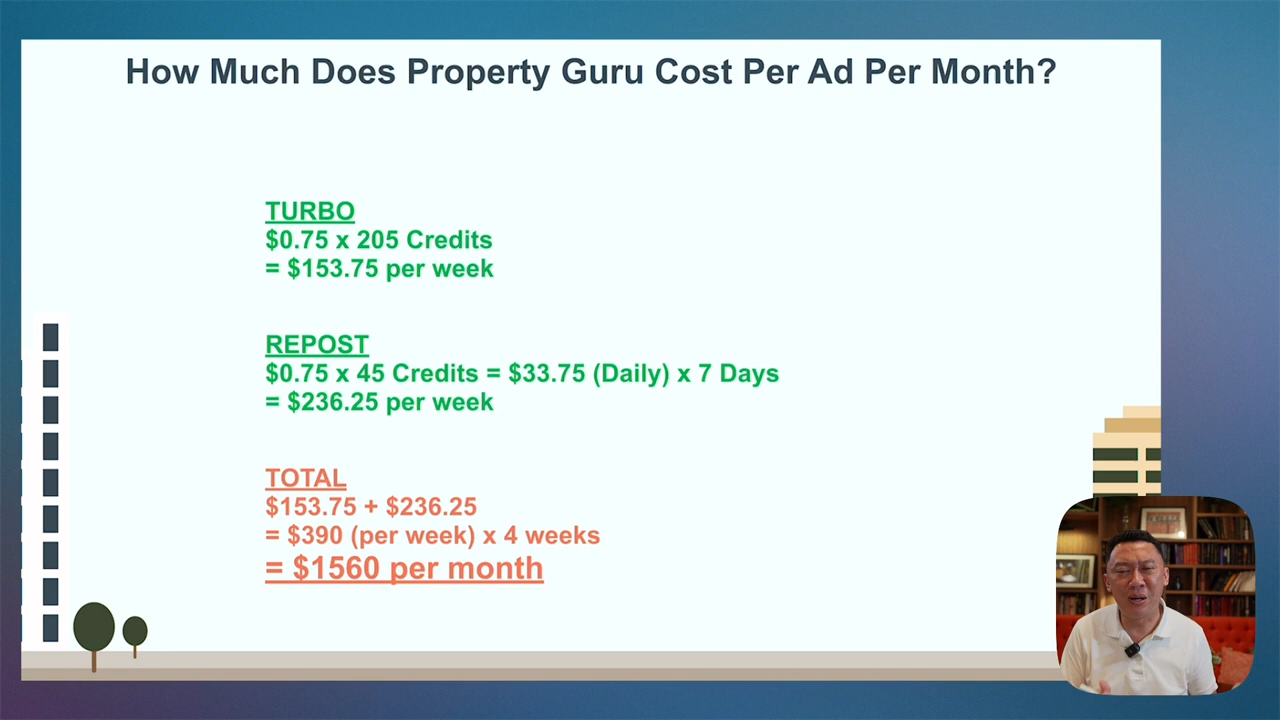 How Much Does Property Guru Cost Per Ad Per Month?
TURBO
$0.75 x 205 Credits
= $153.75 per week
REPOST
$0.75 x 45 Credits = $33.75 (Daily) x 7 Days
= $236.25 per week
TOTAL
$153.75 + $236.25
= $390 (per week) x 4 weeks
= $1560 per month